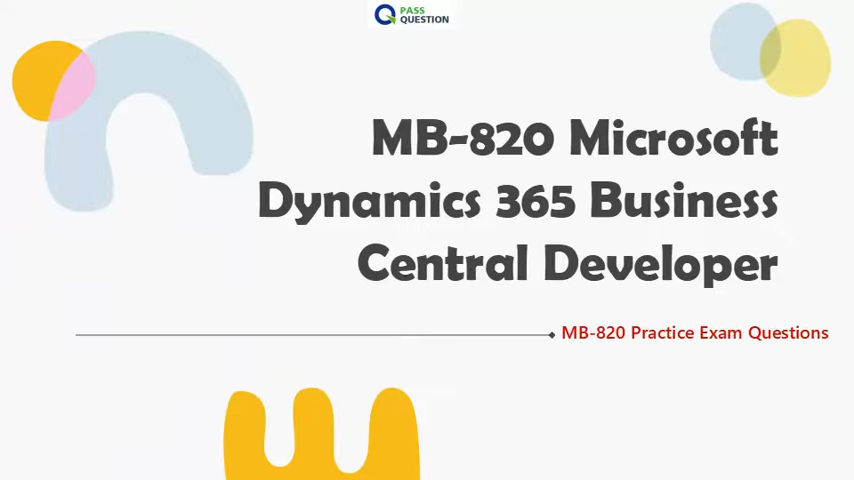 PASS
QUESTION
MB-820 Microsoft
Dynamics 365 Business
Central Developer
MB-820 Practice Exam Questions